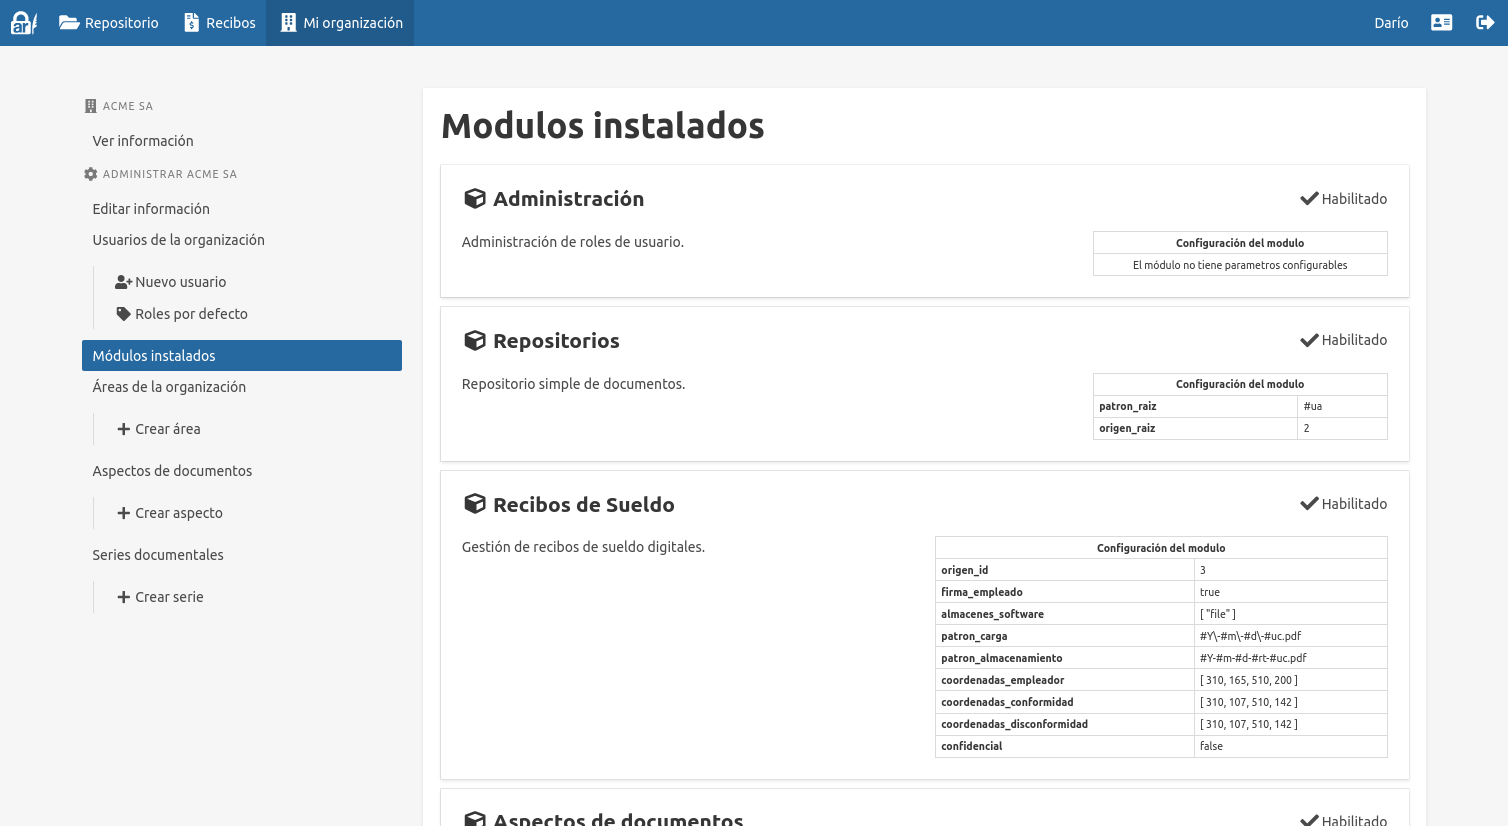 ar Repositorio Recibos Mi organización Darío
ACME SA
Ver información
ADMINISTRAR ACME SA
Editar información
Usuarios de la organización
Nuevo usuario
Roles por defecto
Módulos instalados
Áreas de la organización
Crear área
Aspectos de documentos
Crear aspecto
Series documentales
Crear serie
Modulos instalados
Administración Habilitado
Administración de roles de usuario.
Configuración del modulo
El módulo no tiene parametros configurables
Repositorios Habilitado
Repositorio simple de documentos.
Configuración del modulo
patron_raiz #ua
origen_raiz 2
Recibos de Sueldo Habilitado
Gestión de recibos de sueldo digitales.
Configuración del modulo
origen_id 3
firma_empleado true
almacenes_software [ "file" ]
patron_carga #Y\-#m\-#d\-#uc.pdf
patron_almacenamiento #Y-#m-#d-#rt-#uc.pdf
coordenadas_empleador [ 310, 165, 510, 200 ]
coordenadas_conformidad [ 310, 107, 510, 142 ]
coordenadas_disconformidad [ 310, 107, 510, 142 ]
confidencial false
Aspectos de documentos Habilitado